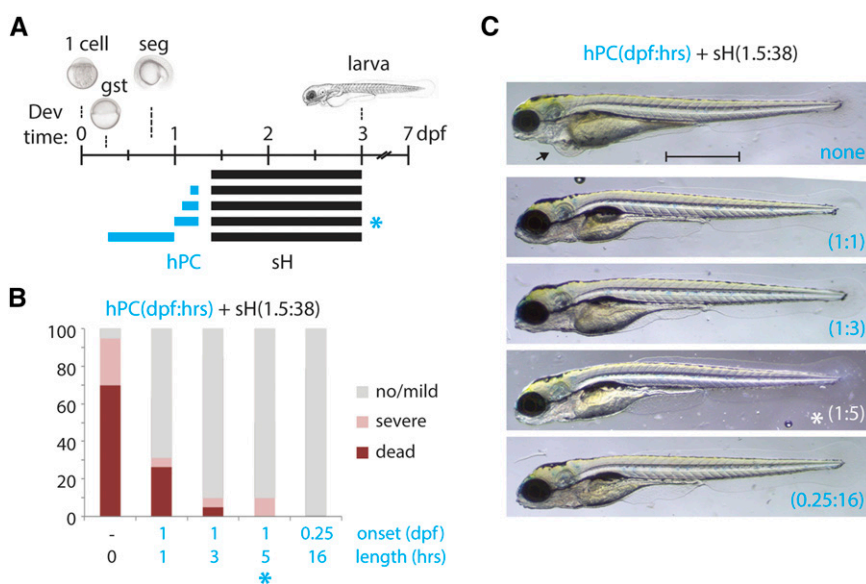 A
1 cell
seg
gst
larva
Dev
time:
0 1 2 3 7 dpf
*
hPC sH
B
hPC(dpf:hrs) + sH(1.5:38)
100
80
60
40
20
0
no/mild
severe
dead
- 1 1 1 0.25 onset (dpf)
0 1 3 5 16 length (hrs)
*
C
hPC(dpf:hrs) + sH(1.5:38)
none
(1:1)
(1:3)
* (1:5)
(0.25:16)